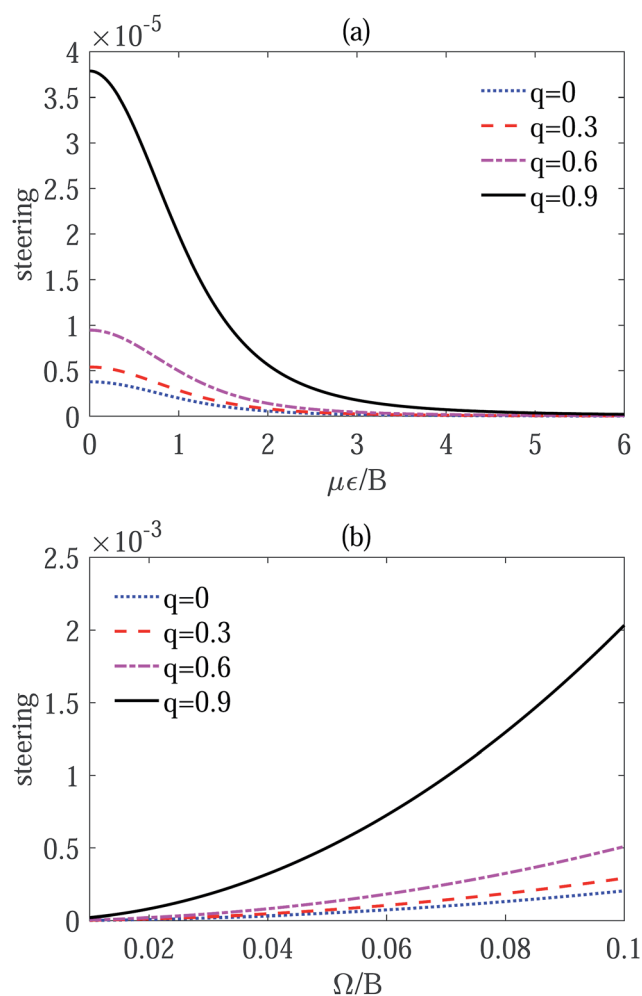 (a)
×10⁻⁵
4
3.5
3
2.5
2
1.5
1
0.5
0
steering
q=0
q=0.3
q=0.6
q=0.9
0 1 2 3 4 5 6
μϵ/B
(b)
×10⁻³
2.5
2
1.5
1
0.5
0
steering
q=0
q=0.3
q=0.6
q=0.9
0.02 0.04 0.06 0.08 0.1
Ω/B